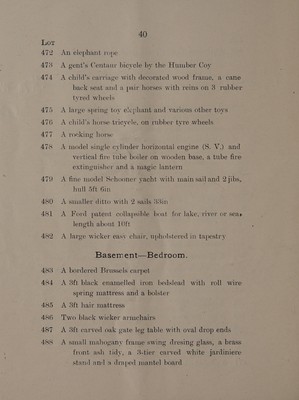 40
Lot
472 An elephant rope
473 A gent's Centaur bicycle by the Humber Coy
474 A child's carriage with decorated wood frame, a cane
back seat and a pair horses with reins on 3 rubber
tyred wheels
475 A large spring toy elephant and various other toys
476 A child's horse tricycle, on rubber tyre wheels
477 A rocking horse
478 A model single cylinder horizontal engine (S. V.) and
vertical fire tube boiler on wooden base, a tube fire
extinguisher and a magic lantern
479 A fine model Schooner yacht with main sail and 2 jibs,
hull 5ft 6in
480 A smaller ditto with 2 sails 33in
481 A Ford patent collapsible boat for lake, river or sea,
length about 10ft
482 A large wicker easy chair, upholstered in tapestry
Basement—Bedroom.
483 A bordered Brussels carpet
484 A 3ft black enamelled iron bedstead with roll wire
spring mattress and a bolster
485 A 3ft hair mattress
486 Two black wicker armchairs
487 A 3ft carved oak gate leg table with oval drop ends
488 A small mahogany frame swing dresing glass, a brass
front ash tidy, a 3-tier carved white jardiniere
stand and a draped mantel board